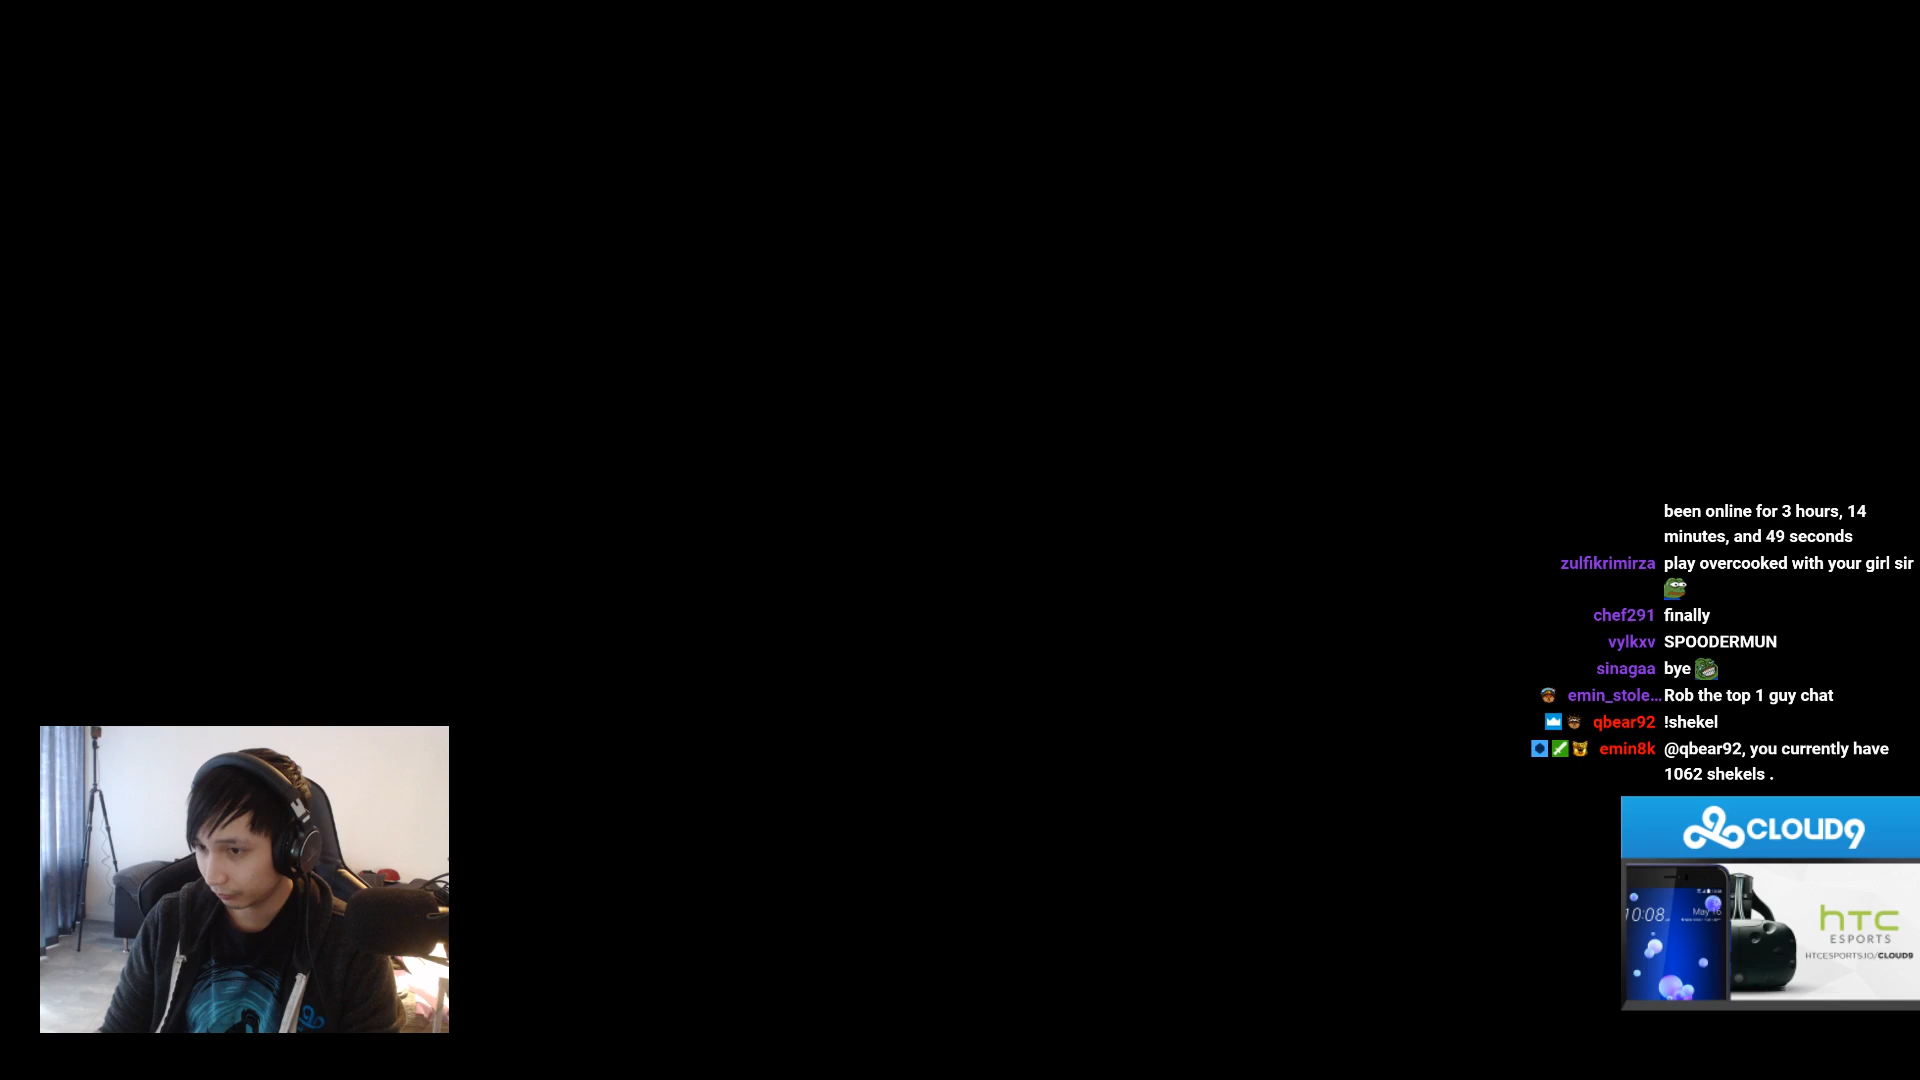 been online for 3 hours, 14
minutes, and 49 seconds
zulfikrimirza play overcooked with your girl sir
chef291 finally
vylkxv SPOODERMUN
sinagaa bye
emin_stole... Rob the top 1 guy chat
qbear92 !shekel
emin8k @qbear92, you currently have
1062 shekels .
CLOUD9
10:08
May 16
hTC
ESPORTS
HTCESPORTS.IO/CLOUD9